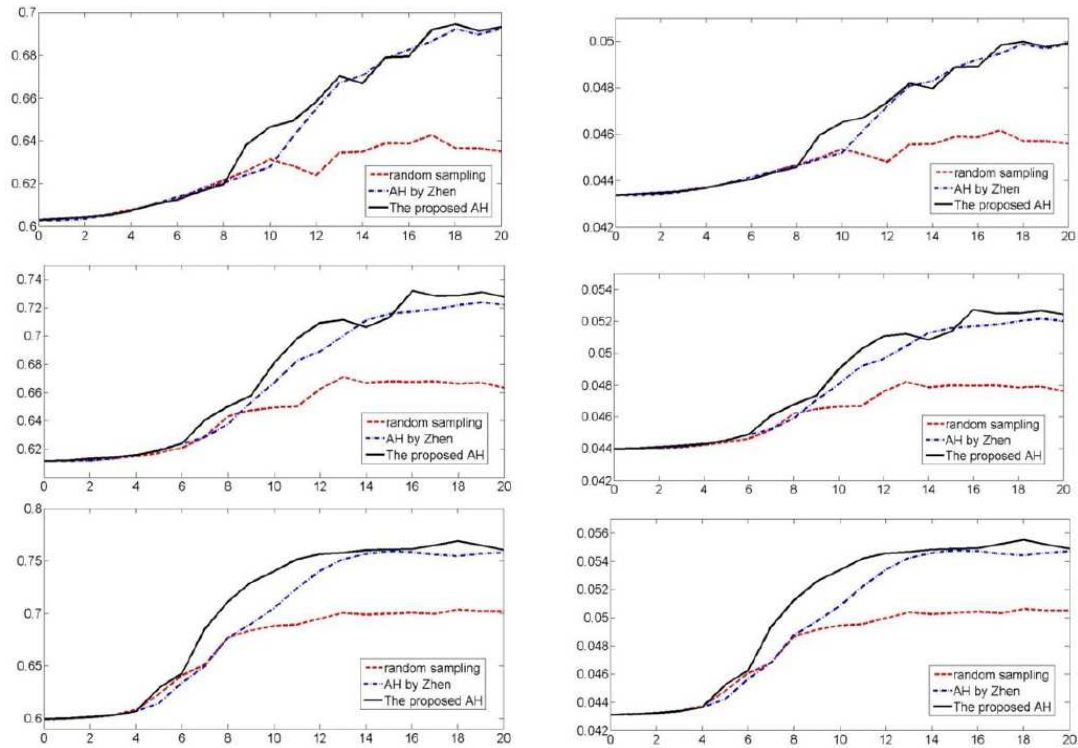 0.7
0.68
0.66
0.64
0.62
0.6
random sampling
AH by Zhen
The proposed AH
0 2 4 6 8 10 12 14 16 18 20
0.05
0.048
0.046
0.044
0.042
random sampling
AH by Zhen
The proposed AH
0 2 4 6 8 10 12 14 16 18 20
0.74
0.72
0.7
0.68
0.66
0.64
0.62
random sampling
AH by Zhen
The proposed AH
0 2 4 6 8 10 12 14 16 18 20
0.054
0.052
0.05
0.048
0.046
0.044
0.042
random sampling
AH by Zhen
The proposed AH
0 2 4 6 8 10 12 14 16 18 20
0.8
0.75
0.7
0.65
0.6
random sampling
AH by Zhen
The proposed AH
0 2 4 6 8 10 12 14 16 18 20
0.056
0.054
0.052
0.05
0.048
0.046
0.044
0.042
random sampling
AH by Zhen
The proposed AH
0 2 4 6 8 10 12 14 16 18 20